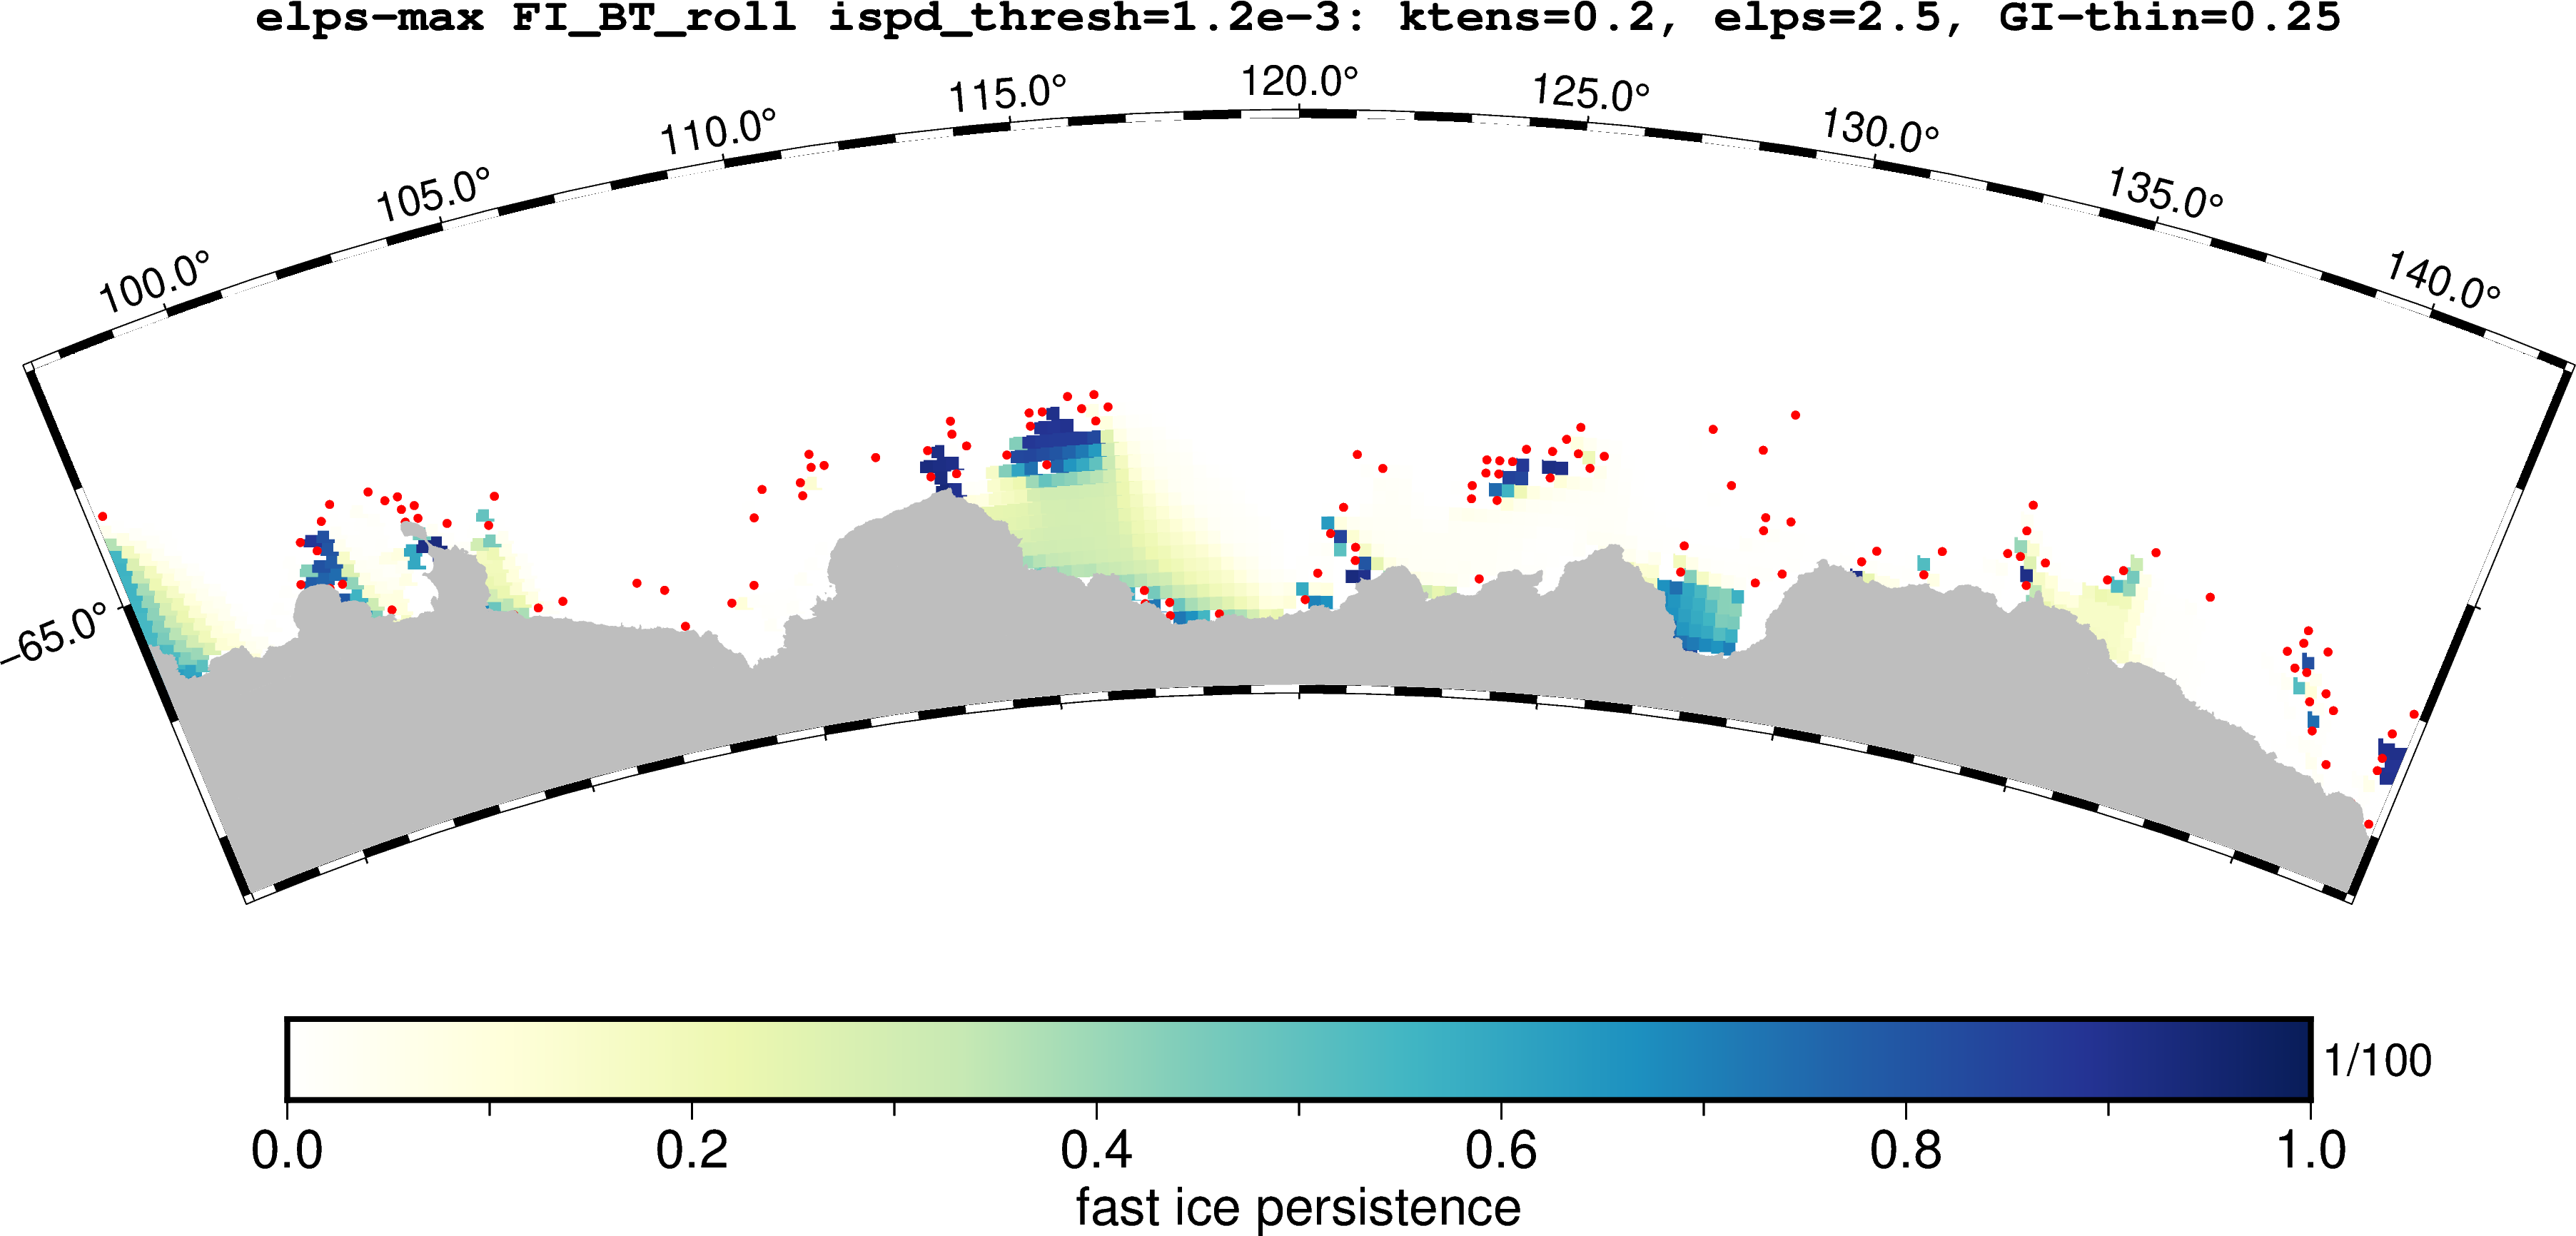 elps-max FI_BT_roll ispd_thresh=1.2e-3: ktens=0.2, elps=2.5, GI-thin=0.25
100.0° 105.0° 110.0° 115.0° 120.0° 125.0° 130.0° 135.0° 140.0°
-65.0°
1/100
0.0 0.2 0.4 0.6 0.8 1.0
fast ice persistence